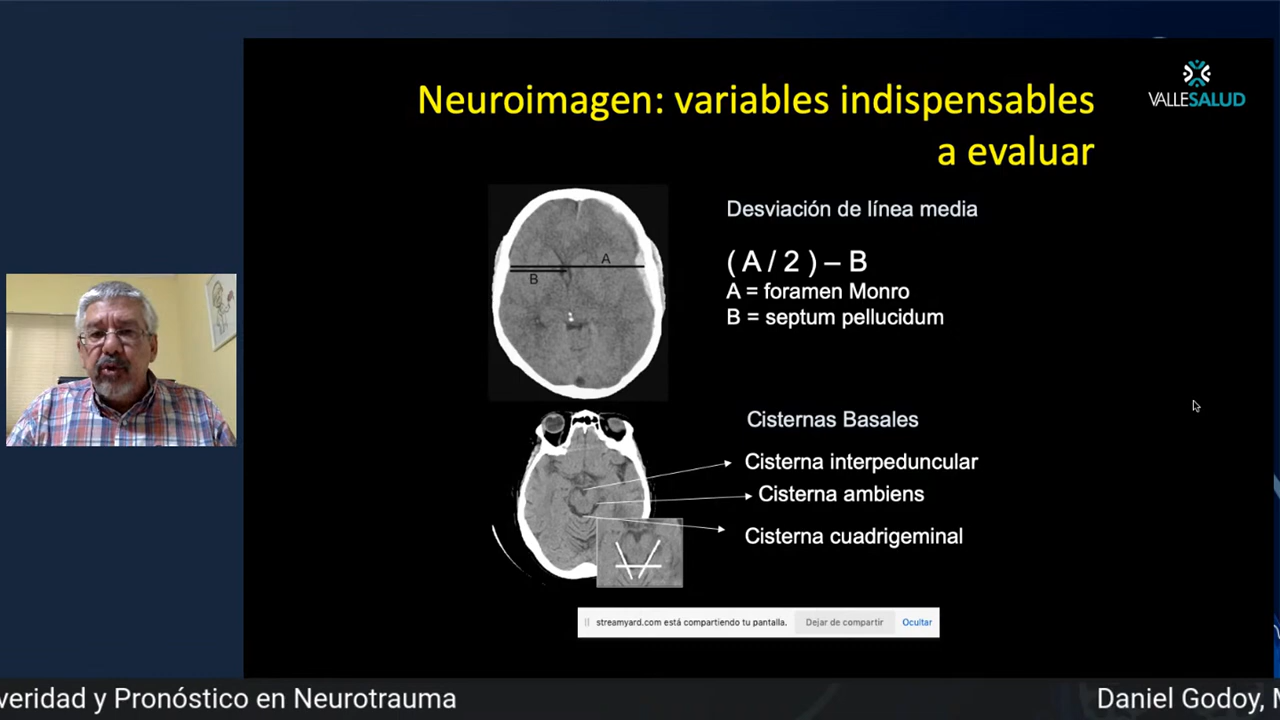 Neuroimagen: variables indispensables
a evaluar
VALLESALUD
Desviación de línea media
( A / 2 ) – B
A = foramen Monro
B = septum pellucidum
A
B
Cisternas Basales
Cisterna interpeduncular
Cisterna ambiens
Cisterna cuadrigeminal
streamyard.com está compartiendo tu pantalla. Dejar de compartir Ocultar
veridad y Pronóstico en Neurotrauma
Daniel Godoy, M